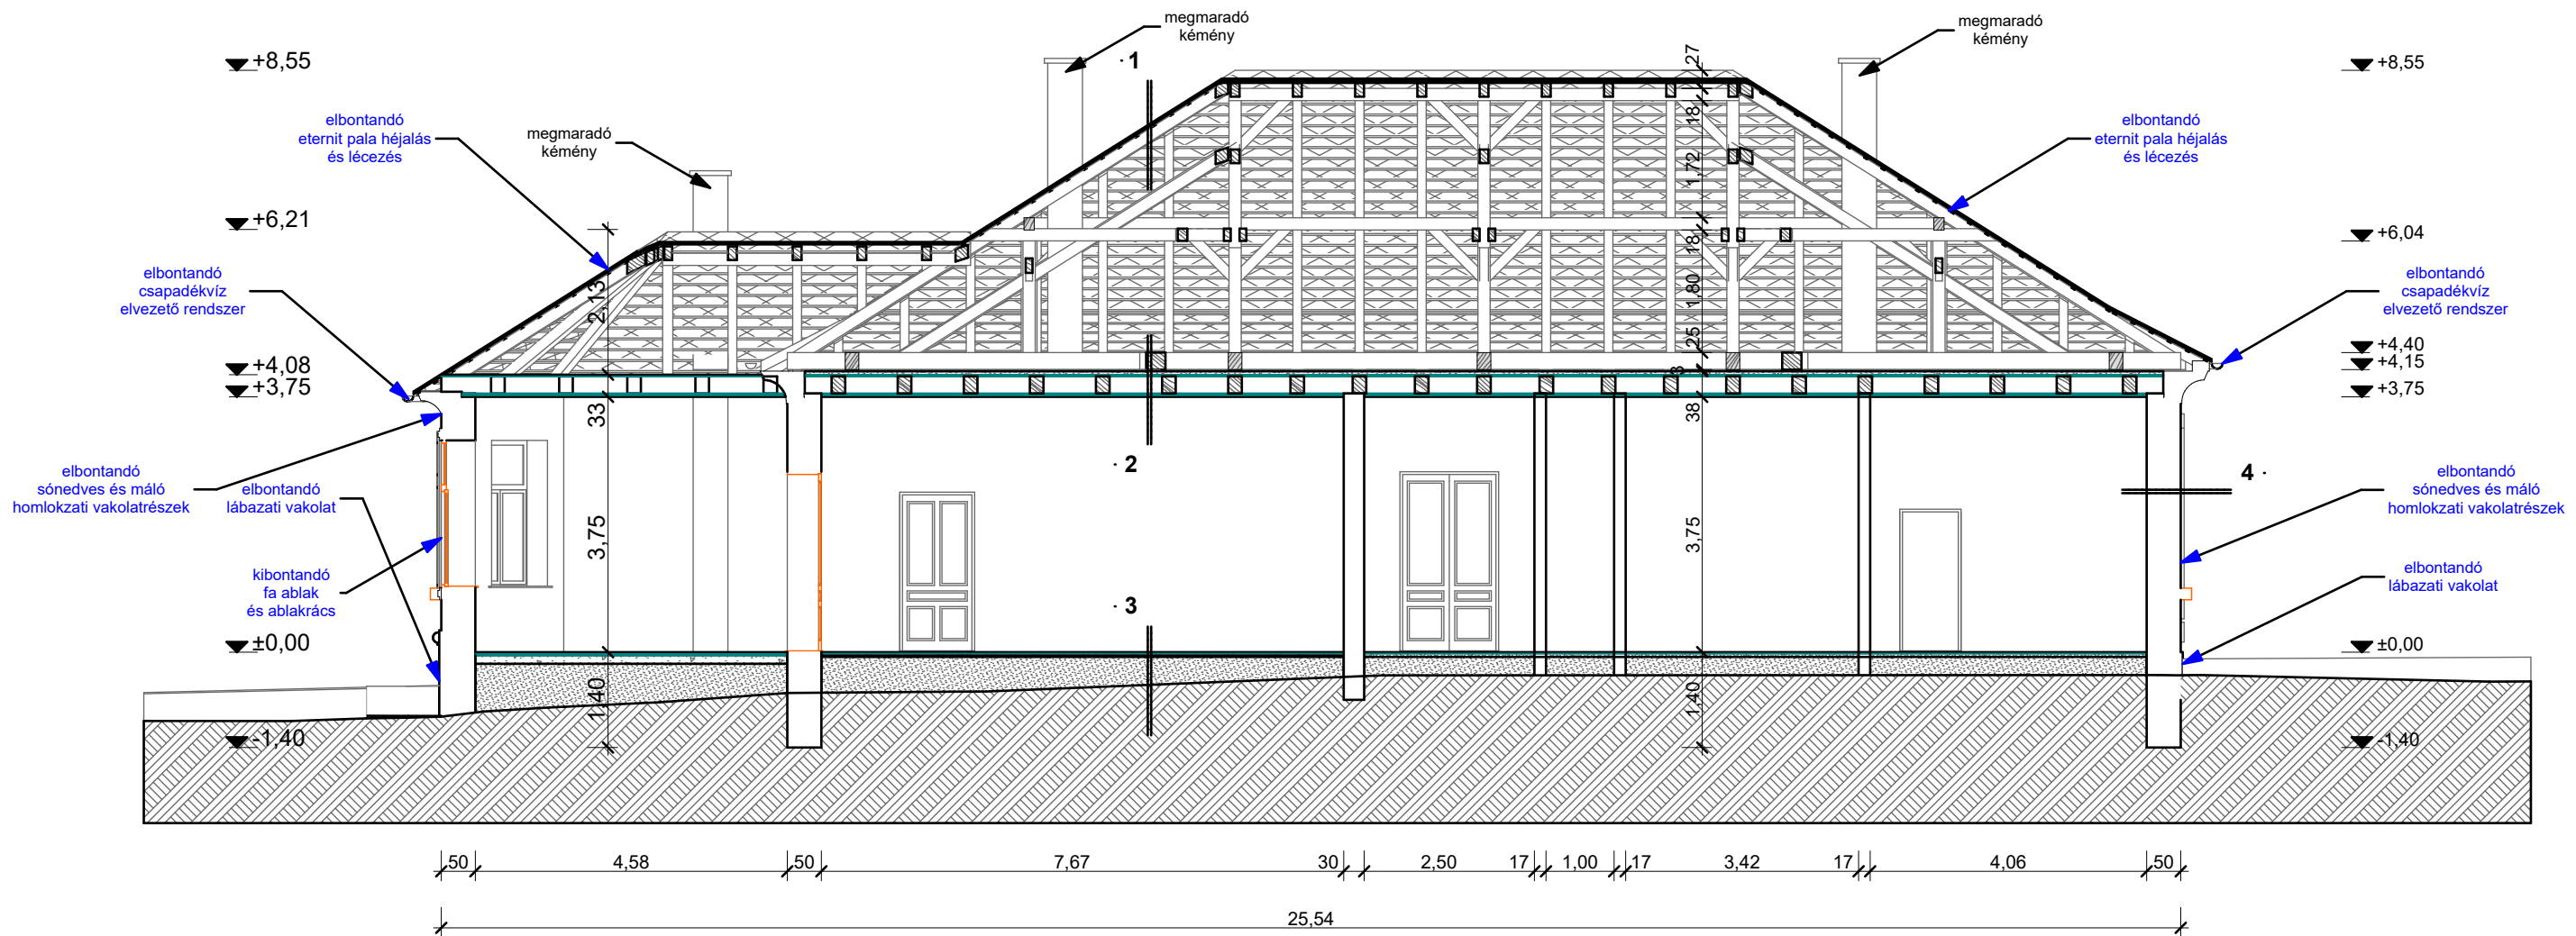 megmaradó
kémény
megmaradó
kémény
+8,55
1
27
+8,55
elbontandó
eternit pala héjalás
és lécezés
megmaradó
kémény
18
elbontandó
eternit pala héjalás
és lécezés
1,72
+6,21
18
+6,04
elbontandó
csapadékvíz
elvezető rendszer
2,13
1,80
elbontandó
csapadékvíz
elvezető rendszer
25
+4,40
+4,08
+4,15
+3,75
8
+3,75
33
38
2
4
elbontandó
sónedves és máló
homlokzati vakolatrészek
elbontandó
lábazati vakolat
elbontandó
sónedves és máló
homlokzati vakolatrészek
3,75
3,75
kibontandó
fa ablak
és ablakrács
3
elbontandó
lábazati vakolat
±0,00
±0,00
1,40
1,40
-1,40
-1,40
50 4,58 50 7,67 30 2,50 17 1,00 17 3,42 17 4,06 50
25,54